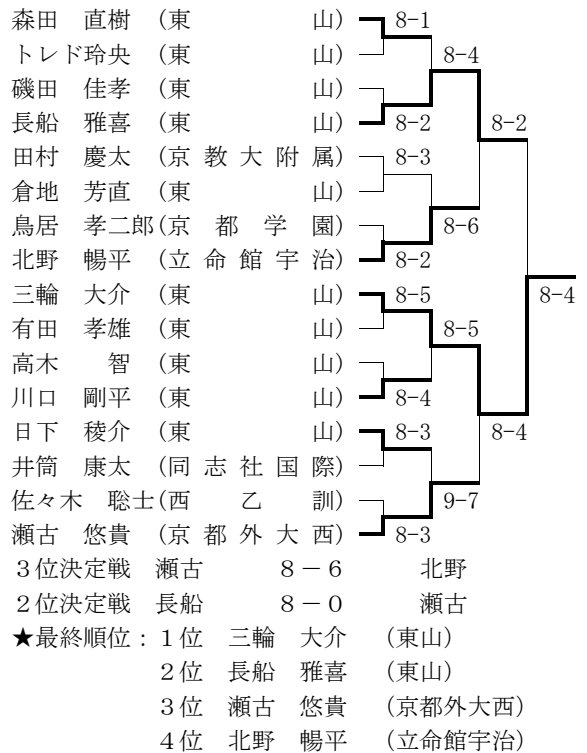 森田 直樹 (東 山) 8-1
トレド玲央 (東 山) 8-4
磯田 佳孝 (東 山)
長船 雅喜 (東 山) 8-2 8-2
田村 慶太 (京教大附属) 8-3
倉地 芳直 (東 山)
鳥居 孝二郎(京都学園) 8-6
北野 暢平 (立命館宇治) 8-2
三輪 大介 (東 山) 8-5 8-4
有田 孝雄 (東 山) 8-5
高木 智 (東 山)
川口 剛平 (東 山) 8-4
日下 稜介 (東 山) 8-3 8-4
井筒 康太 (同志社国際)
佐々木 聡士(西乙訓) 9-7
瀬古 悠貴 (京都外大西) 8-3
3位決定戦 瀬古 8-6 北野
2位決定戦 長船 8-0 瀬古
★最終順位:1位 三輪 大介 (東山)
2位 長船 雅喜 (東山)
3位 瀬古 悠貴 (京都外大西)
4位 北野 暢平 (立命館宇治)